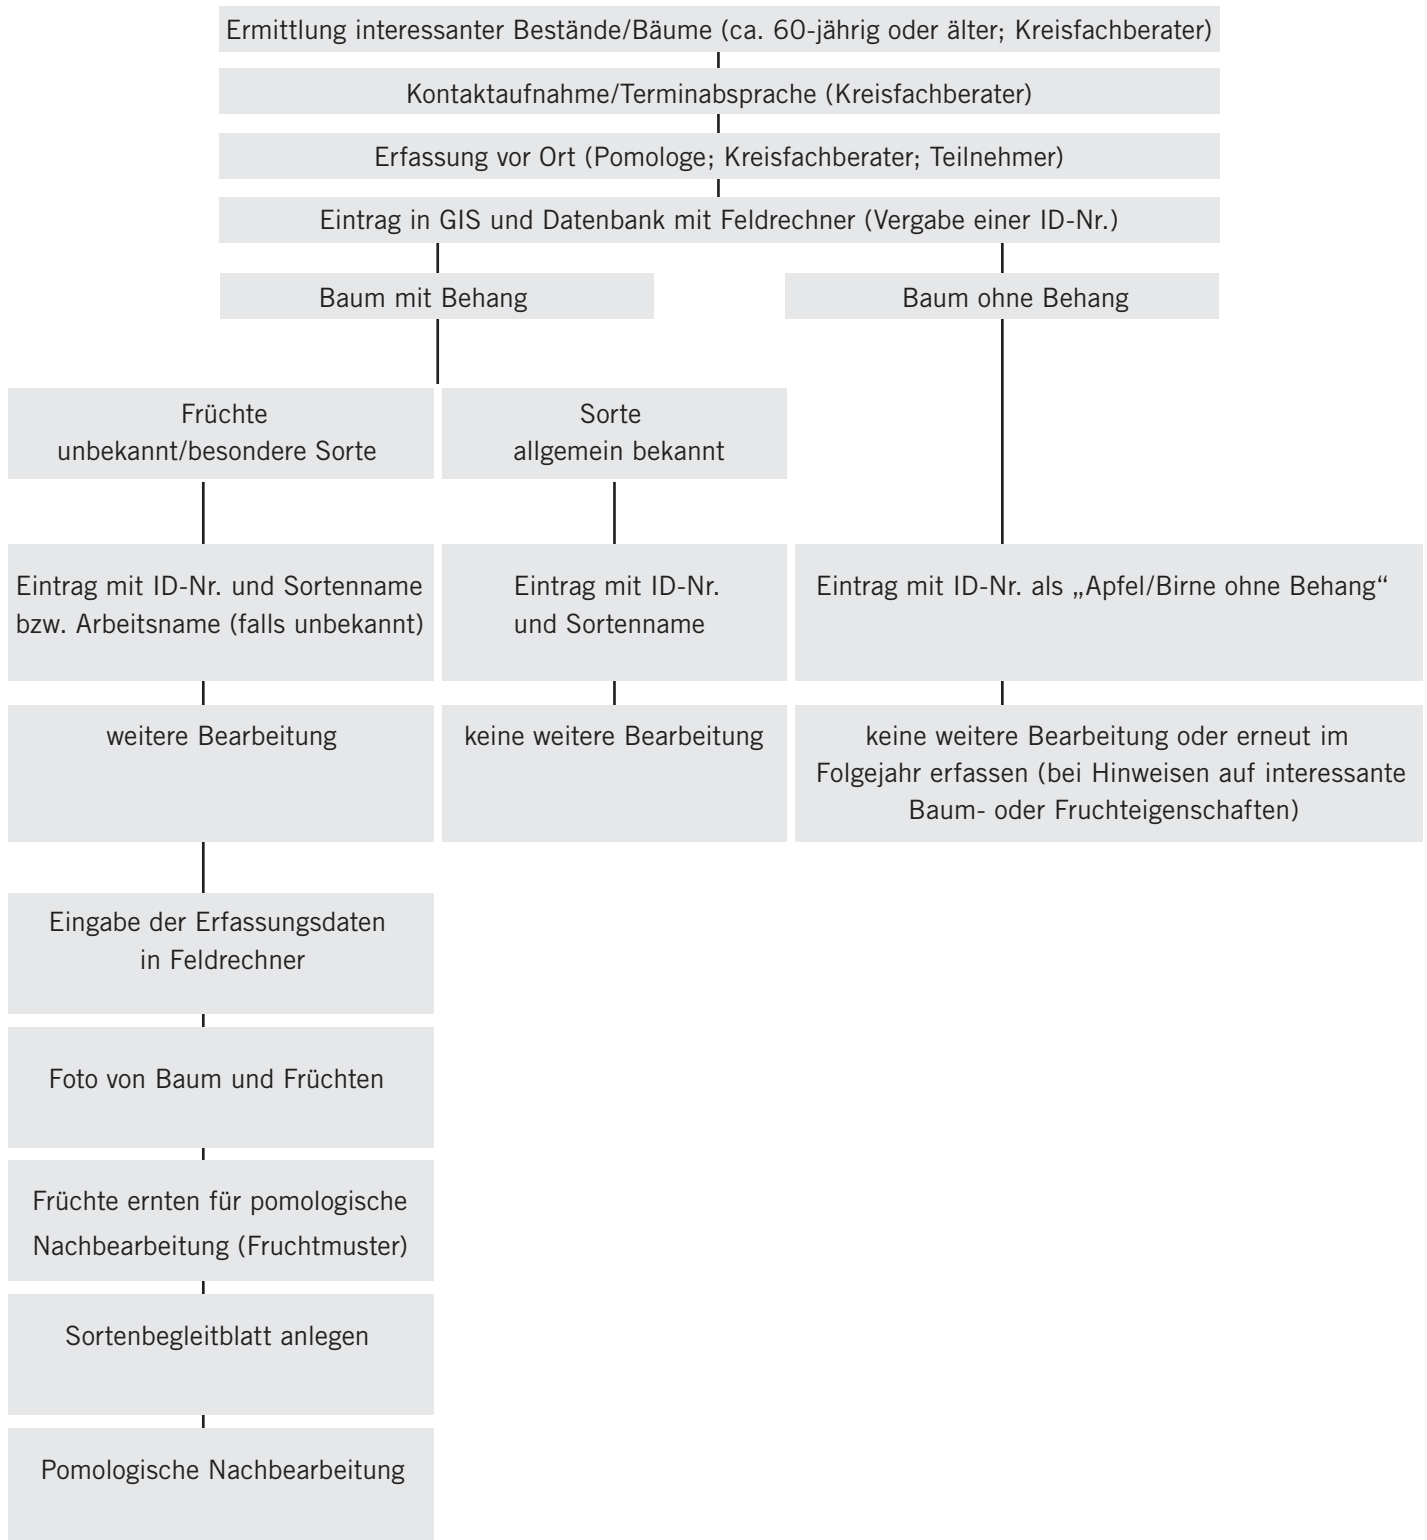 Ermittlung interessanter Bestände/Bäume (ca. 60-jährig oder älter; Kreisfachberater)
Kontaktaufnahme/Terminabsprache (Kreisfachberater)
Erfassung vor Ort (Pomologe; Kreisfachberater; Teilnehmer)
Eintrag in GIS und Datenbank mit Feldrechner (Vergabe einer ID-Nr.)
Baum mit Behang
Baum ohne Behang
Früchte
unbekannt/besondere Sorte
Sorte
allgemein bekannt
Eintrag mit ID-Nr. und Sortenname
bzw. Arbeitsname (falls unbekannt)
Eintrag mit ID-Nr.
und Sortenname
Eintrag mit ID-Nr. als „Apfel/Birne ohne Behang“
weitere Bearbeitung
keine weitere Bearbeitung
keine weitere Bearbeitung oder erneut im
Folgejahr erfassen (bei Hinweisen auf interessante
Baum- oder Fruchteigenschaften)
Eingabe der Erfassungsdaten
in Feldrechner
Foto von Baum und Früchten
Früchte ernten für pomologische
Nachbearbeitung (Fruchtmuster)
Sortenbegleitblatt anlegen
Pomologische Nachbearbeitung